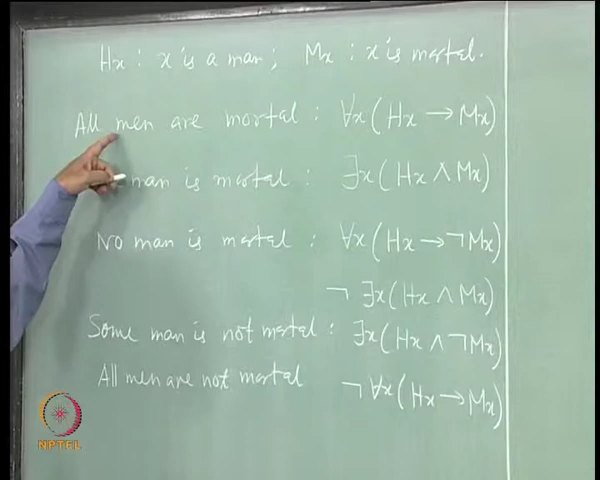 Hx : x is a man ; Mx : x is mortal.
All men are mortal : ∀x(Hx → Mx)
man is mortal : ∃x(Hx ∧ Mx)
No man is mortal : ∀x(Hx → ¬Mx)
¬ ∃x(Hx ∧ Mx)
Some man is not mortal : ∃x(Hx ∧ ¬Mx)
All men are not mortal ¬ ∀x(Hx → Mx)
NPTEL